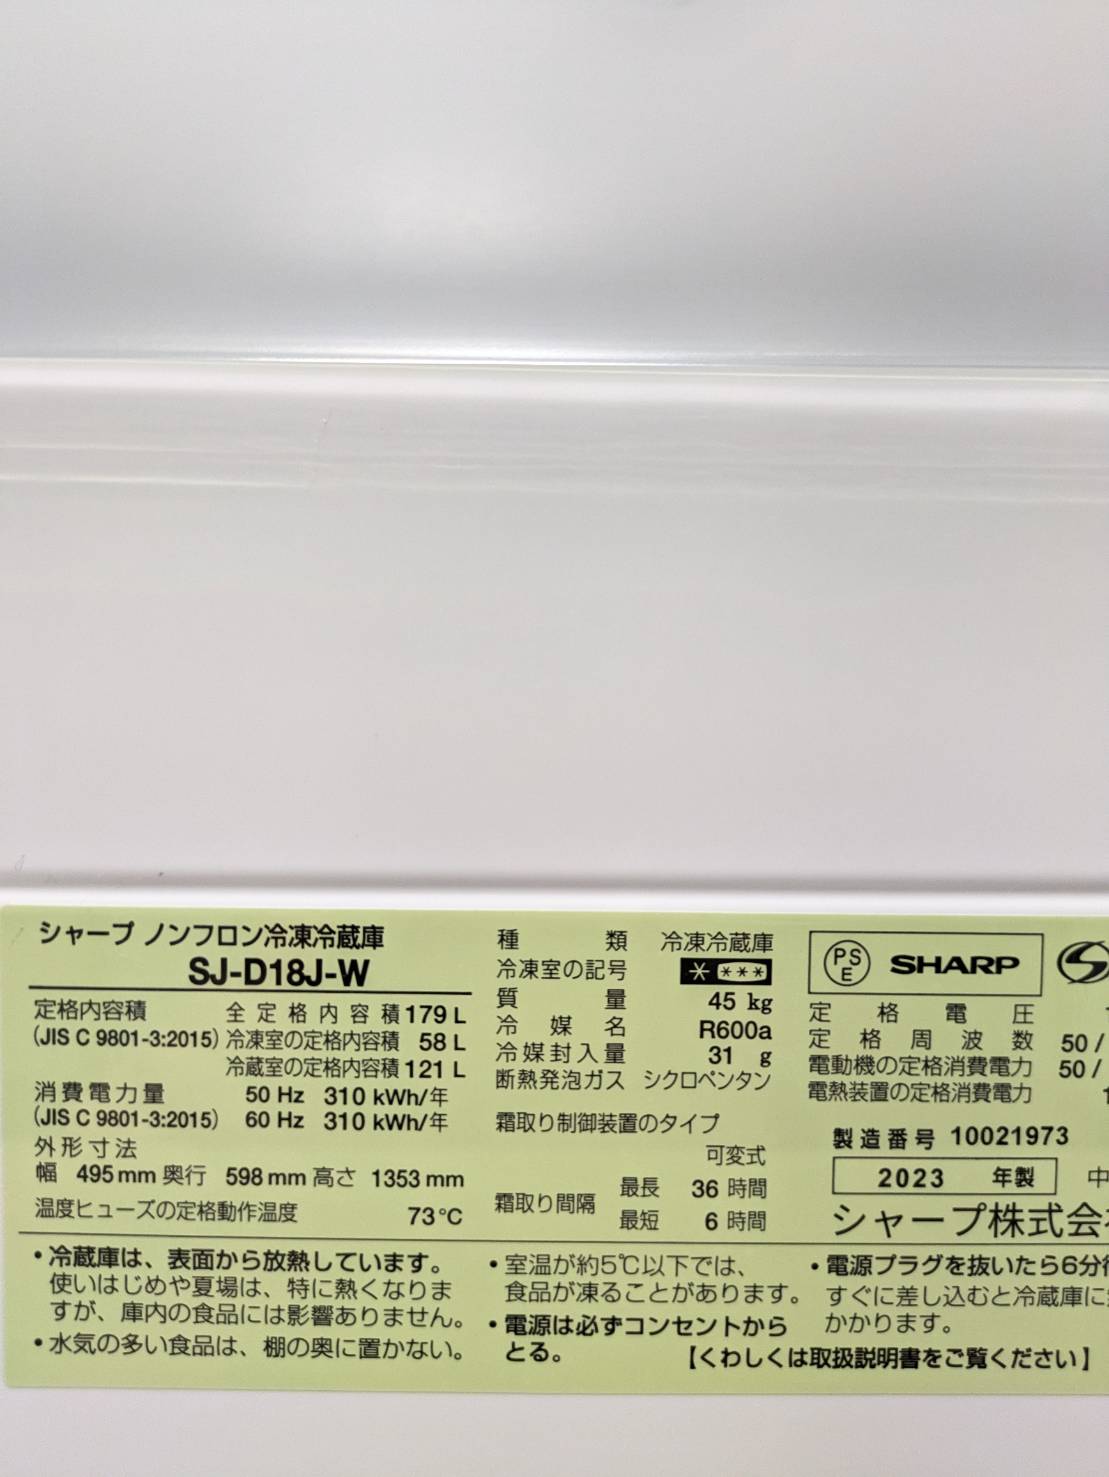 シャープ ノンフロン冷凍冷蔵庫
SJ-D18J-W
定格内容積 全定格内容積 179 L
(JIS C 9801-3:2015) 冷凍室の定格内容積 58 L
冷蔵室の定格内容積 121 L
消費電力量 50 Hz 310 kWh/年
(JIS C 9801-3:2015) 60 Hz 310 kWh/年
外形寸法
幅 495 mm 奥行 598 mm 高さ 1353 mm
温度ヒューズの定格動作温度 73℃
種類 冷凍冷蔵庫
冷凍室の記号 * ***
質量 45 kg
冷媒名 R600a
冷媒封入量 31 g
断熱発泡ガス シクロペンタン
霜取り制御装置のタイプ
可変式
霜取り間隔 最長 36 時間
最短 6 時間
PS E SHARP
定格電圧
定格周波数 50 /
電動機の定格消費電力 50 /
電熱装置の定格消費電力
製造番号 10021973
2023 年製 中
シャープ株式会
・冷蔵庫は、表面から放熱しています。
使いはじめや夏場は、特に熱くなりま
すが、庫内の食品には影響ありません。
・水気の多い食品は、棚の奥に置かない。
・室温が約5℃以下では、
食品が凍ることがあります。
・電源は必ずコンセントから
とる。
・電源プラグを抜いたら6分
すぐに差し込むと冷蔵庫に
かかります。
【くわしくは取扱説明書をご覧ください】